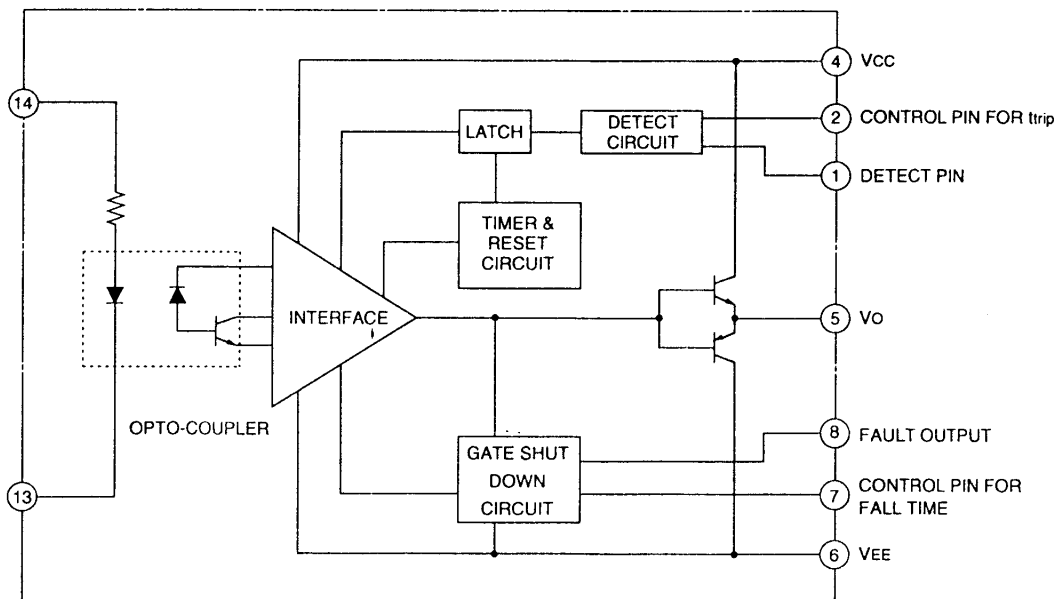 14
13
OPTO-COUPLER
INTERFACE
LATCH
DETECT
CIRCUIT
TIMER &
RESET
CIRCUIT
GATE SHUT
DOWN
CIRCUIT
4 VCC
2 CONTROL PIN FOR ttrip
1 DETECT PIN
5 VO
8 FAULT OUTPUT
7 CONTROL PIN FOR
FALL TIME
6 VEE